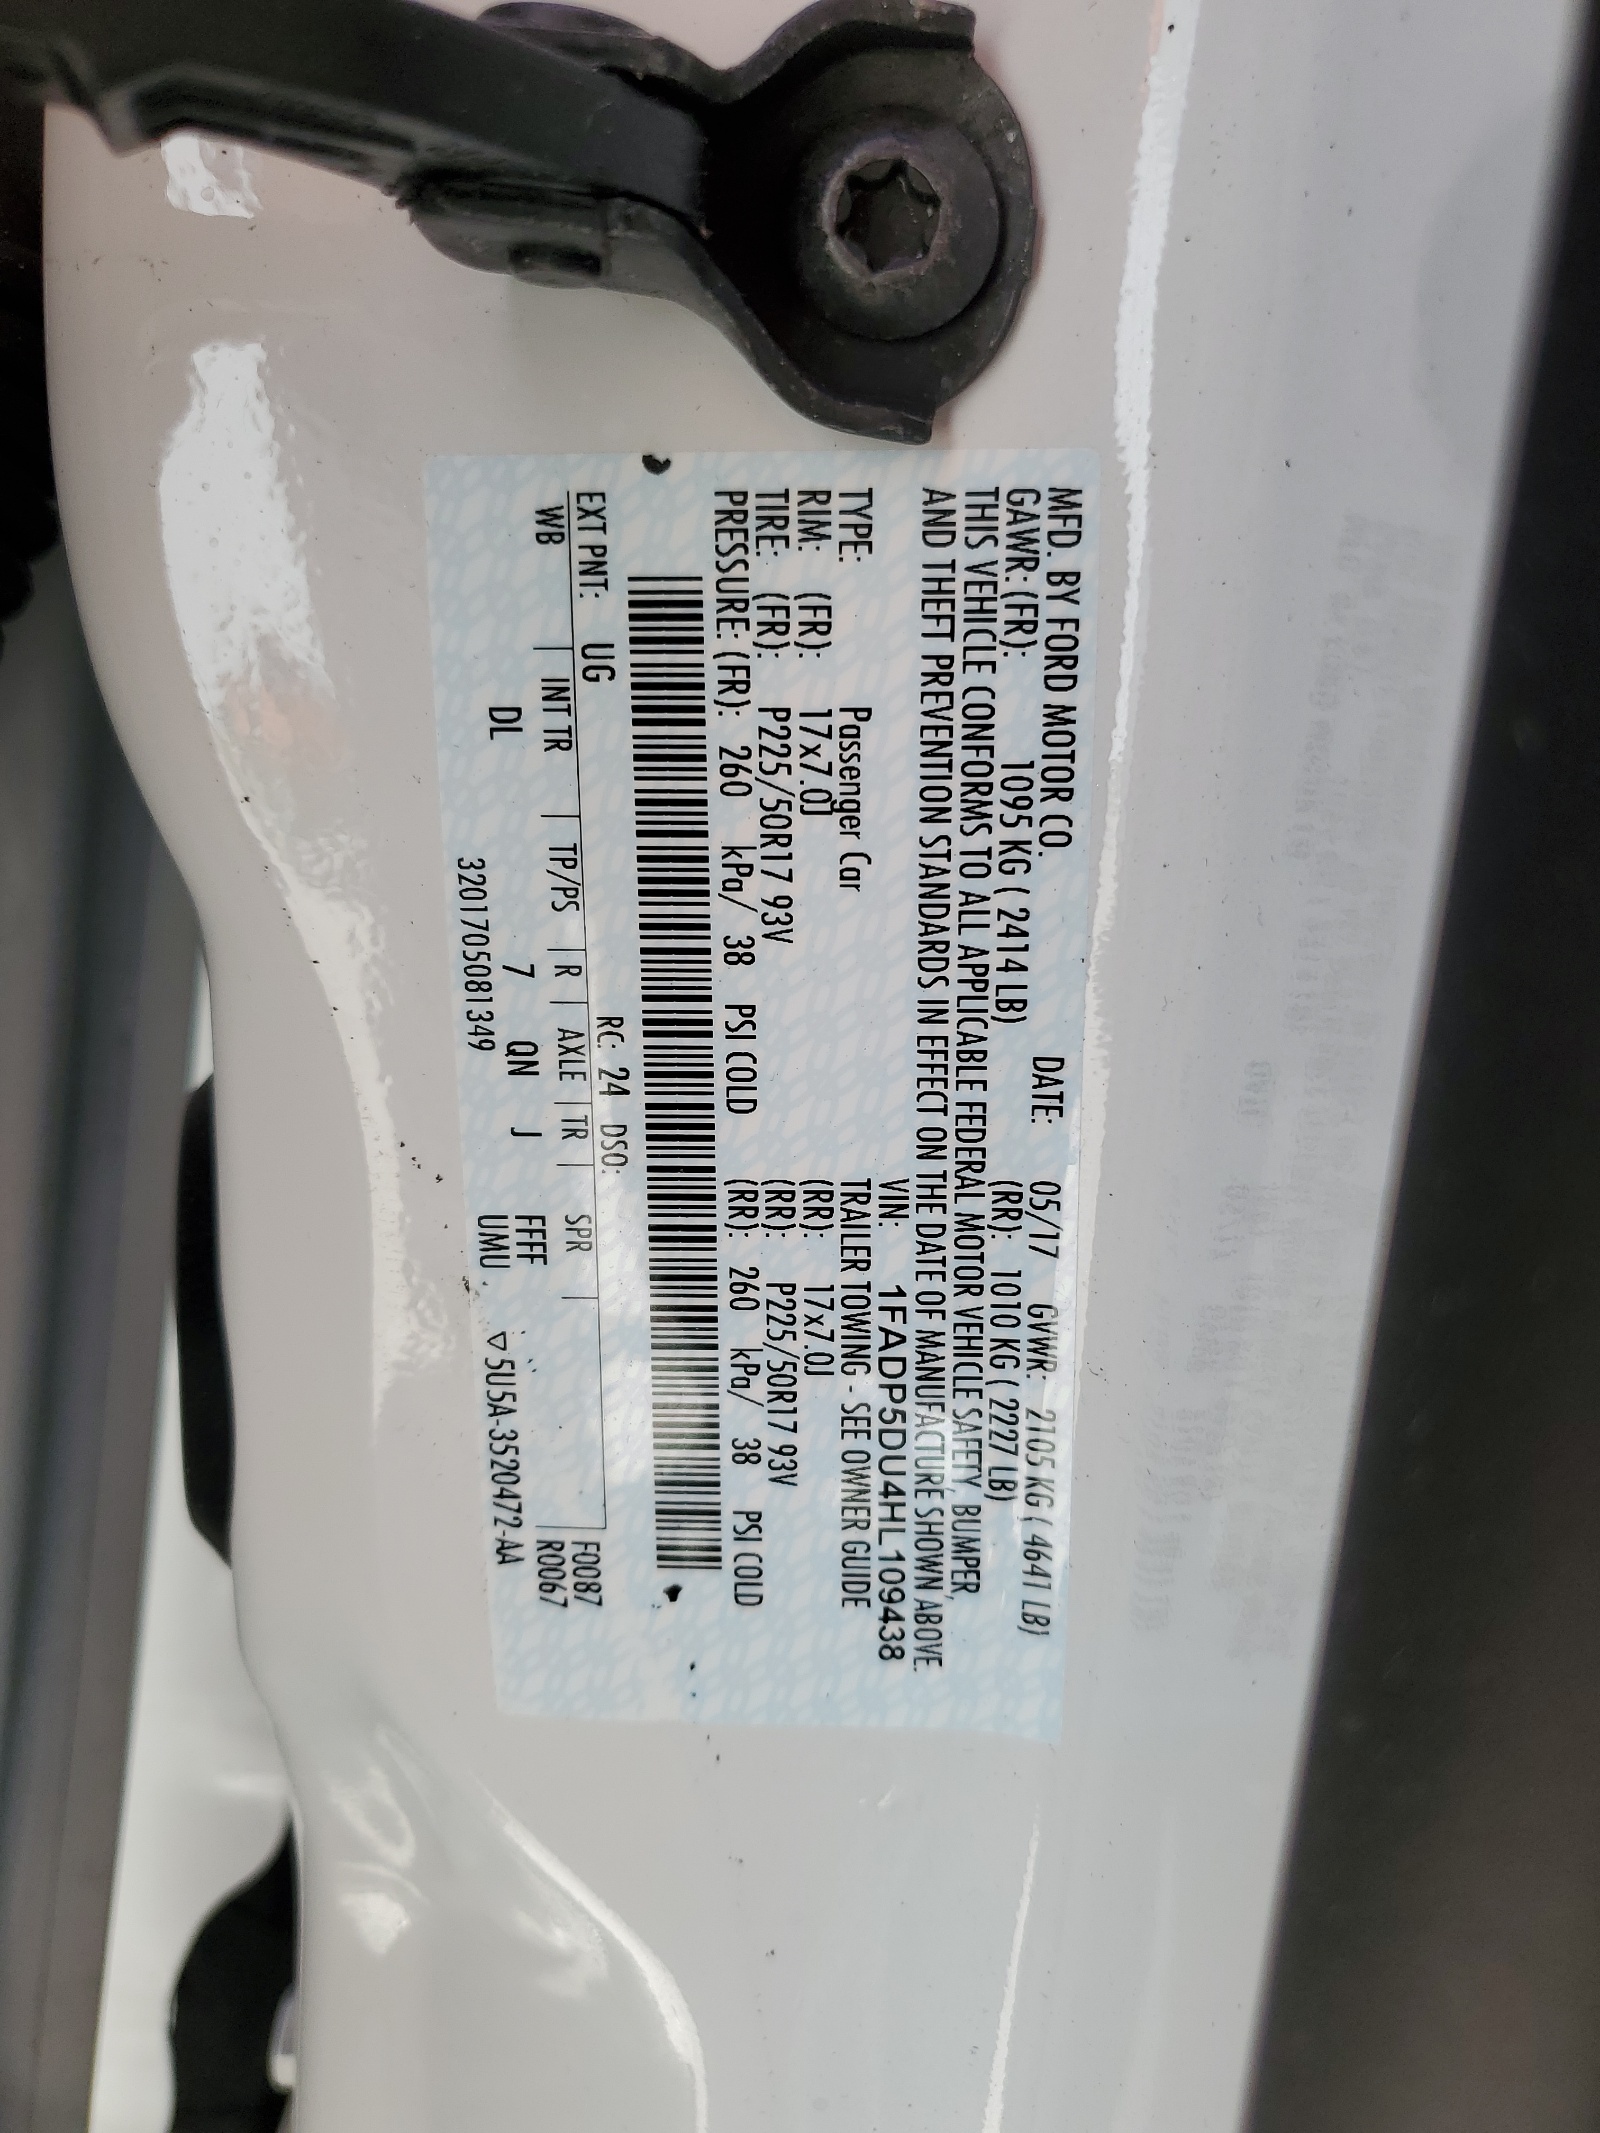 MFD. BY FORD MOTOR CO. DATE: 05/17 GVWR: 2105 KG ( 4641 LB)
GAWR: (FR): 1095 KG ( 2414 LB) (RR): 1010 KG ( 2227 LB)
THIS VEHICLE CONFORMS TO ALL APPLICABLE FEDERAL MOTOR VEHICLE SAFETY, BUMPER,
AND THEFT PREVENTION STANDARDS IN EFFECT ON THE DATE OF MANUFACTURE SHOWN ABOVE.
VIN: 1FADP5DU4HL109438
TYPE: Passenger Car TRAILER TOWING - SEE OWNER GUIDE
RIM: (FR): 17x7.0J (RR): 17x7.0J
TIRE: (FR): P225/50R17 93V (RR): P225/50R17 93V
PRESSURE: (FR): 260 kPa/ 38 PSI COLD (RR): 260 kPa/ 38 PSI COLD
EXT PNT: UG RC: 24 DSO: F0087
WB | INT TR | TP/PS | R | AXLE | TR | SPR | R0067
DL 7 QN J FFFF
UMU ▽5U5A-3520472-AA
3201705081349